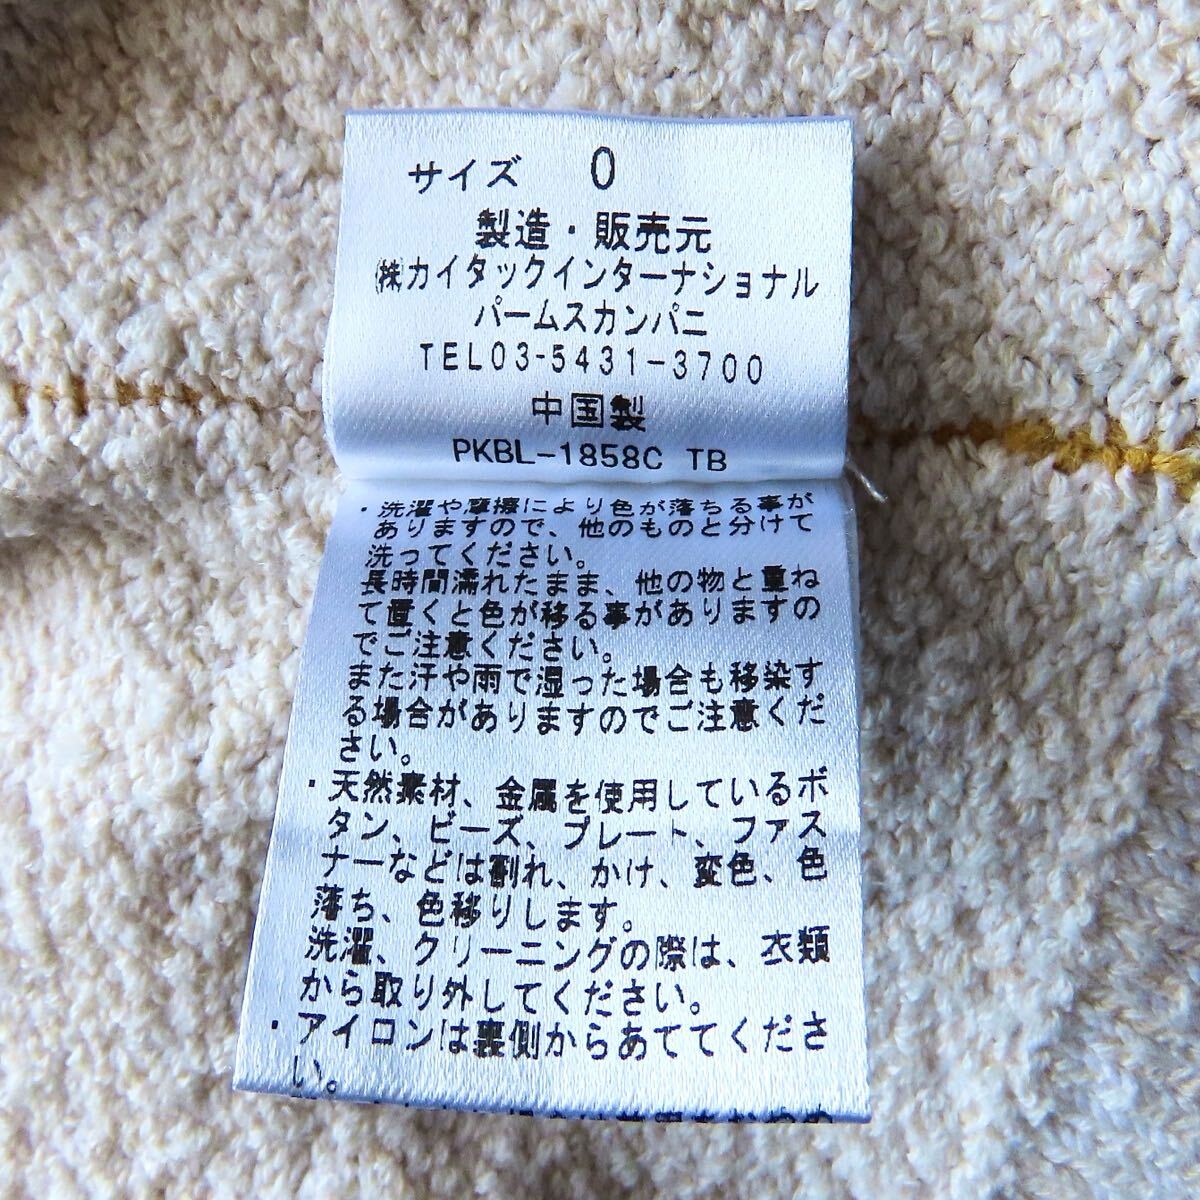 サイズ 0
製造・販売元
㈱カイタックインターナショナル
パームスカンパニ
TEL03-5431-3700
中国製
PKBL-1858C TB
・洗濯や摩擦により色が落ちる事が
ありますので、他のものと分けて
洗ってください。
長時間濡れたまま、他の物と重ね
て置くと色が移る事がありますの
でご注意ください。
また汗や雨で湿った場合も移染す
る場合がありますのでご注意くだ
さい。
・天然素材、金属を使用しているボ
タン、ビーズ、プレート、ファス
ナーなどは割れ、かけ、変色、色
落ち、色移りします。
洗濯、クリーニングの際は、衣類
から取り外してください。
・アイロンは裏側からあててくださ
い。